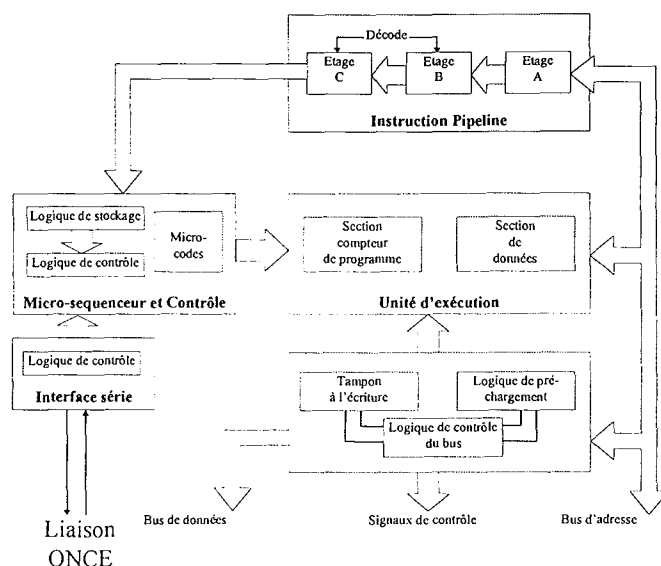 Décode
Etage
C
Etage
B
Etage
A
Instruction Pipeline
Logique de stockage
Logique de contrôle
Micro-
codes
Micro-sequenceur et Contrôle
Section
compteur
de programme
Section
de
données
Unité d'exécution
Logique de contrôle
Interface série
Tampon
à l'écriture
Logique de pré-
chargement
Logique de contrôle
du bus
Liaison
ONCE
Bus de données
Signaux de contrôle
Bus d'adresse